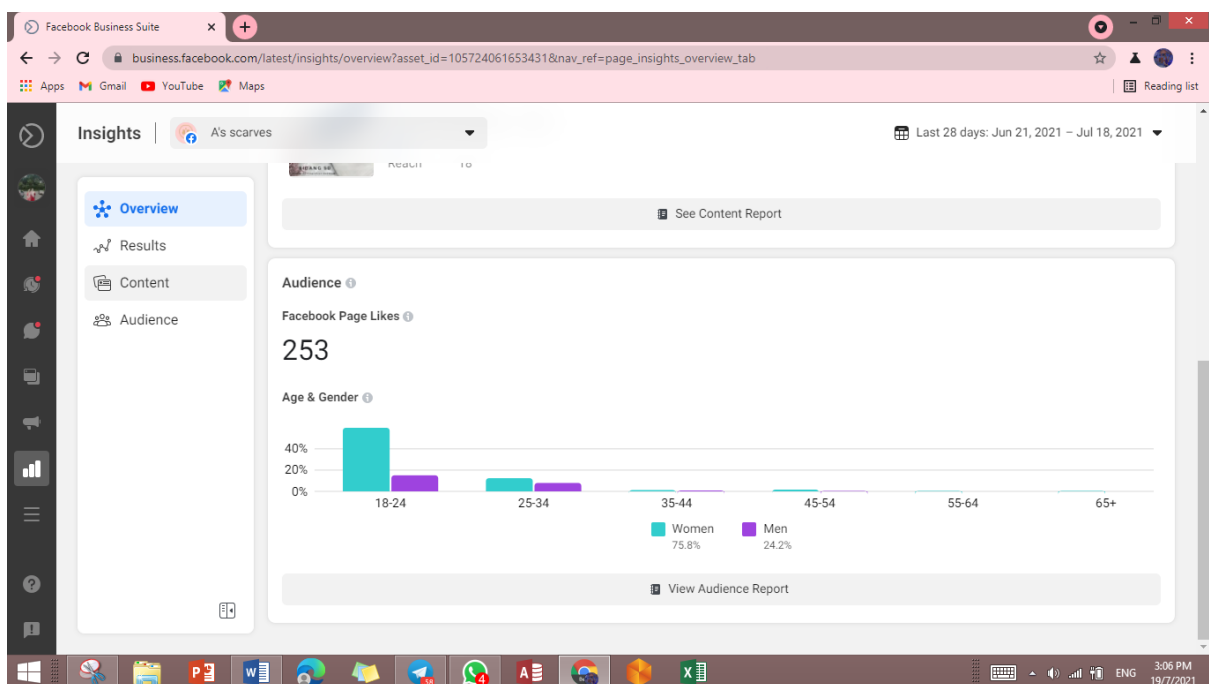 Facebook Business Suite
business.facebook.com/latest/insights/overview?asset_id=105724061653431&nav_ref=page_insights_overview_tab
Apps Gmail YouTube Maps Reading list
Insights A's scarves Last 28 days: Jun 21, 2021 – Jul 18, 2021
Reach 18
See Content Report
Overview
Results
Content
Audience
Audience
Facebook Page Likes
253
Age & Gender
40%
20%
0%
18-24 25-34 35-44 45-54 55-64 65+
Women Men
75.8% 24.2%
View Audience Report
ENG 3:06 PM
19/7/2021